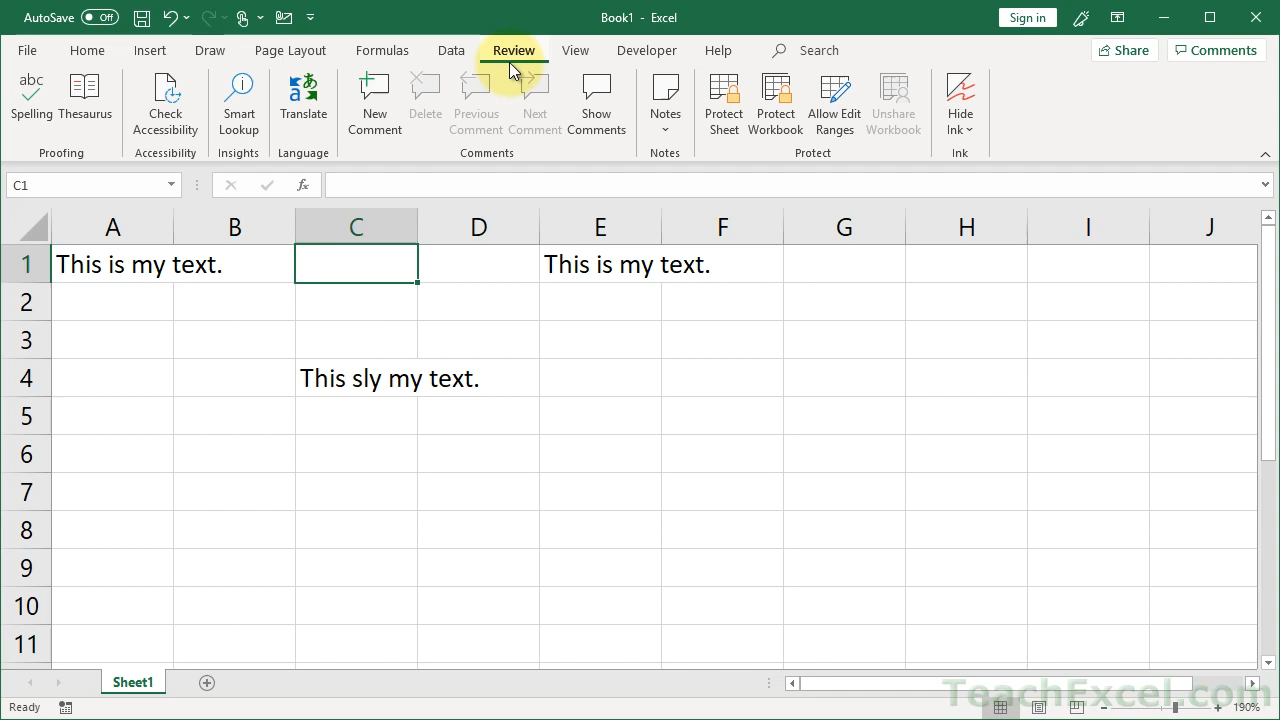 AutoSave Off Book1 - Excel Sign in
File Home Insert Draw Page Layout Formulas Data Review View Developer Help Search Share Comments
abc
Spelling Thesaurus Check Accessibility Smart Lookup Translate New Comment Delete Previous Comment Next Comment Show Comments Notes Protect Sheet Protect Workbook Allow Edit Ranges Unshare Workbook Hide Ink
Proofing Accessibility Insights Language Comments Notes Protect Ink
C1 fx
A B C D E F G H I J
1 This is my text. This is my text.
2
3
4 This sly my text.
5
6
7
8
9
10
11
Sheet1
TeachExcel.com
Ready 190%